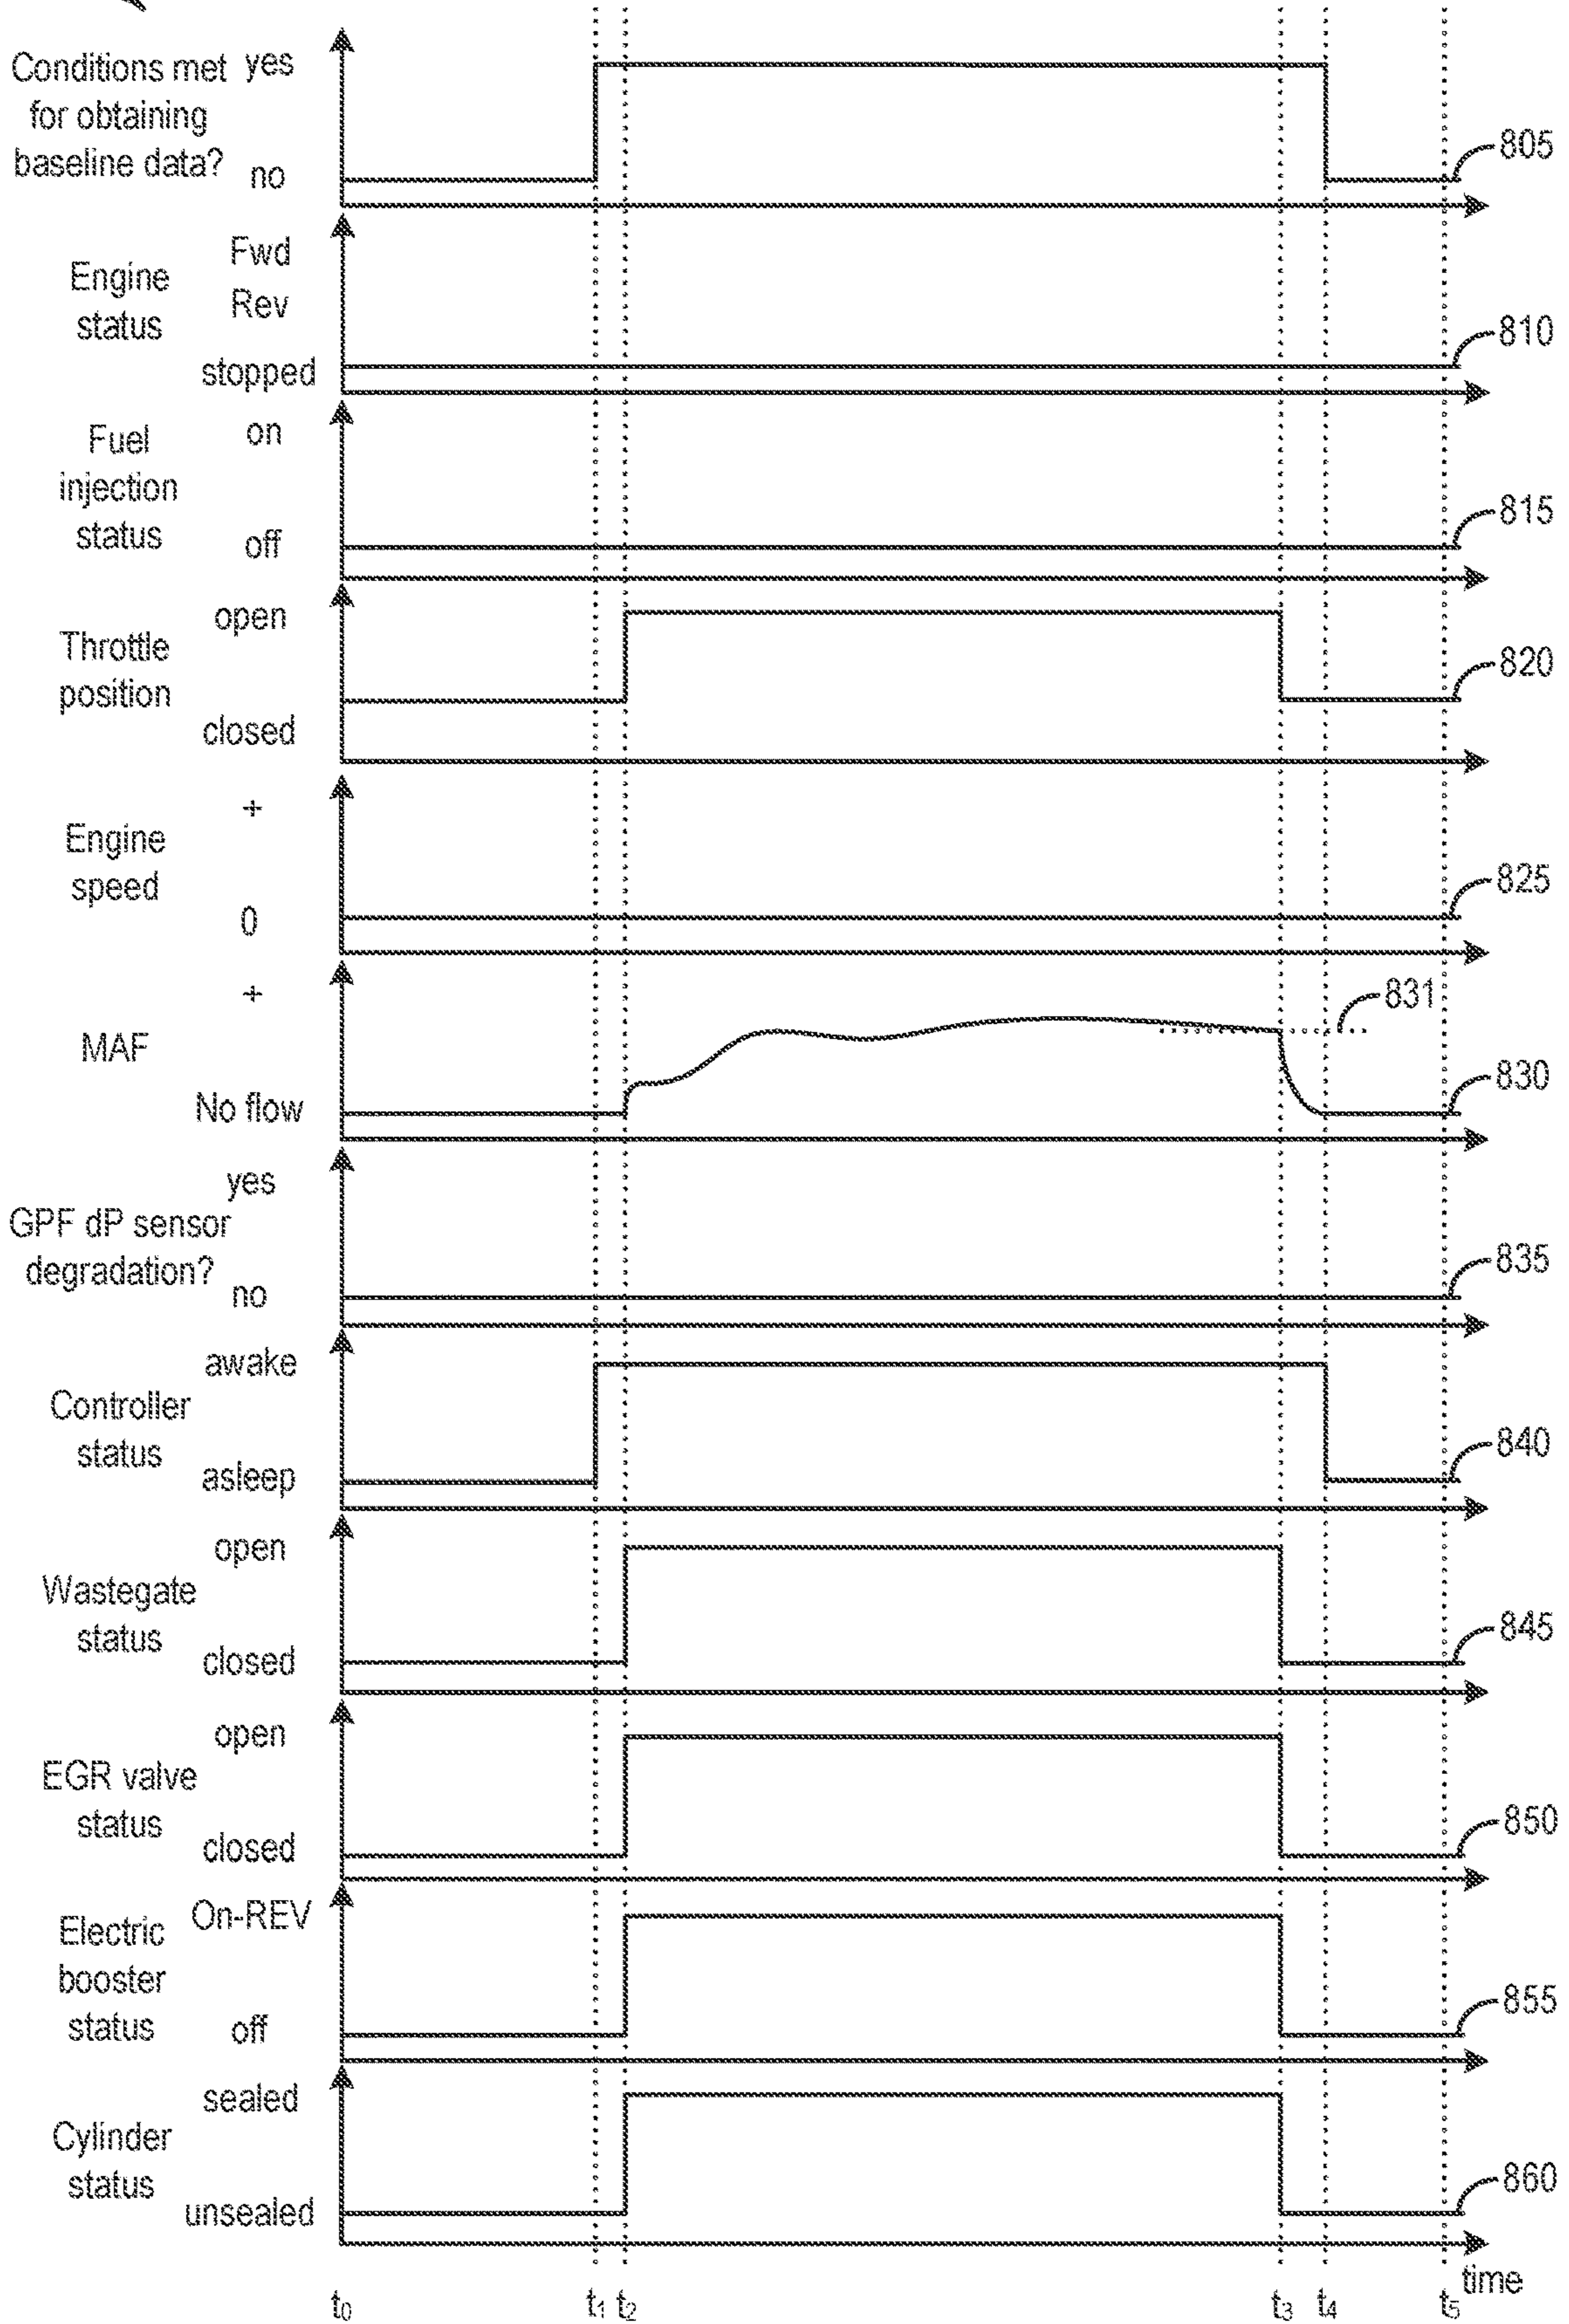 Conditions met yes
for obtaining
baseline data?
no
805
Fwd
Engine
status
Rev
stopped
810
on
Fuel
injection
status
off
815
open
Throttle
position
closed
820
+
Engine
speed
0
825
+
831
MAF
No flow
830
yes
GPF dP sensor
degradation?
no
835
awake
Controller
status
asleep
840
open
Wastegate
status
closed
845
open
EGR valve
status
closed
850
On-REV
Electric
booster
status
off
855
sealed
Cylinder
status
unsealed
860
time
t0 t1 t2 t3 t4 t5